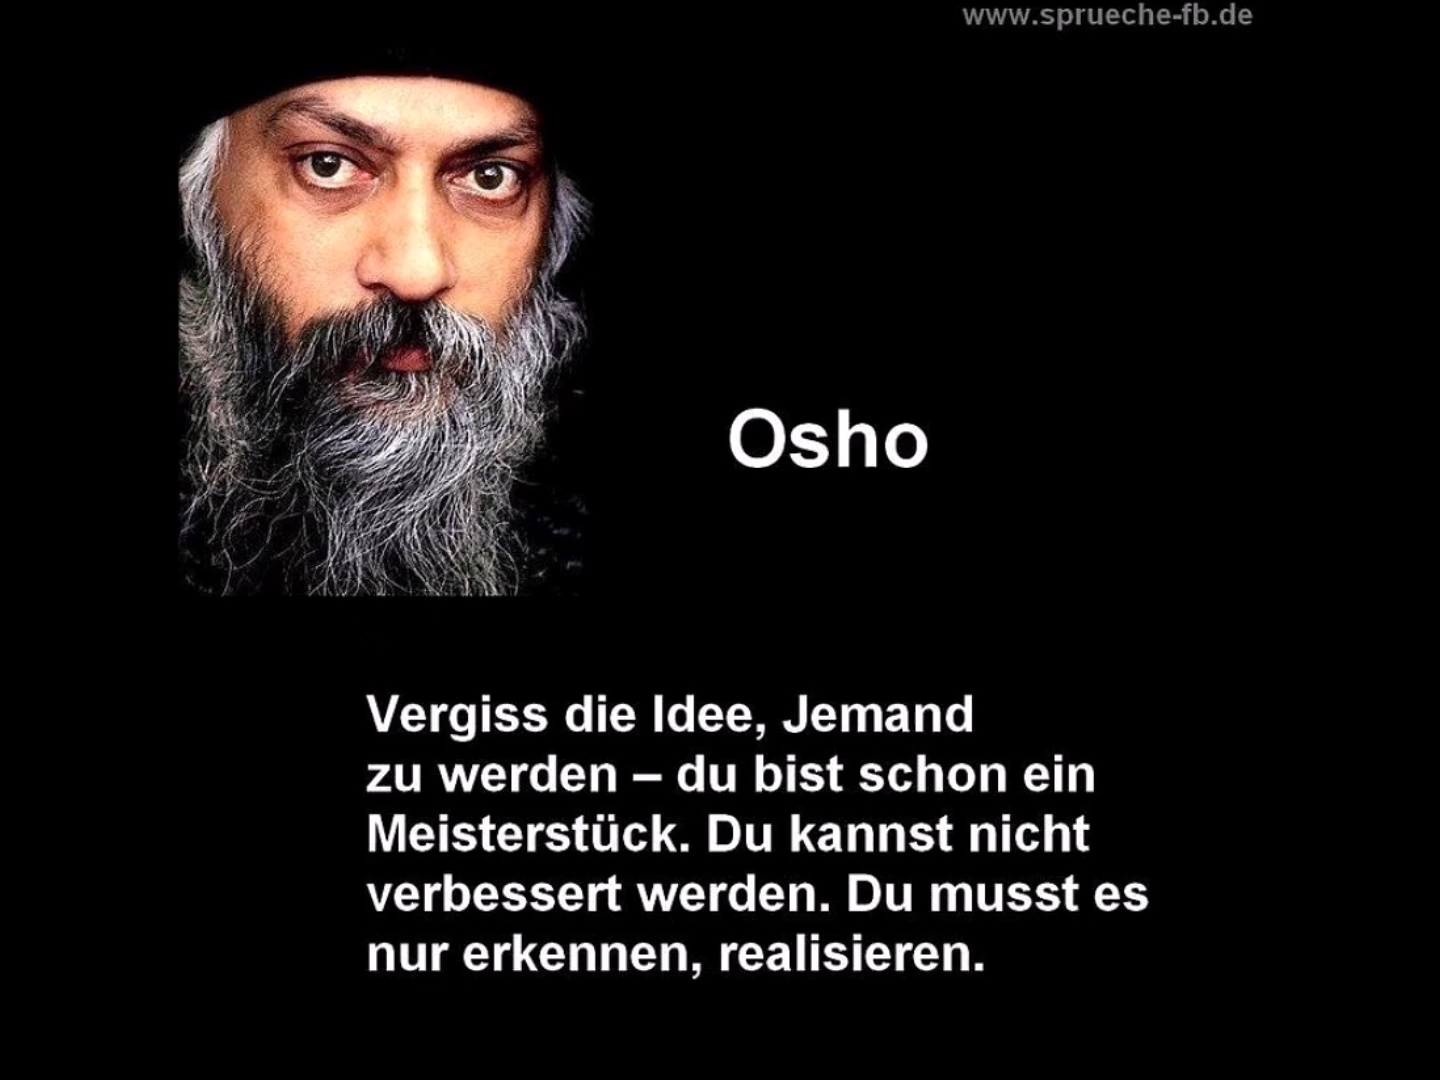 www.sprueche-fb.de
Osho
Vergiss die Idee, Jemand
zu werden – du bist schon ein
Meisterstück. Du kannst nicht
verbessert werden. Du musst es
nur erkennen, realisieren.